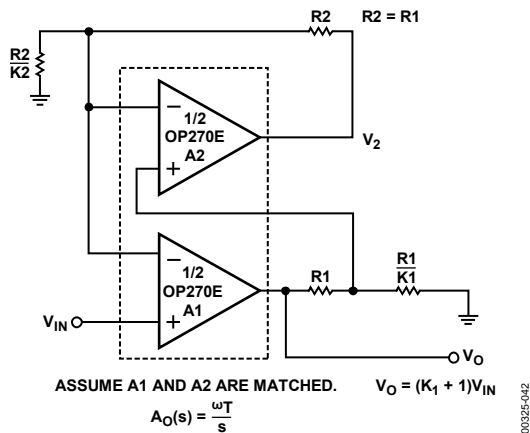 R2
R2 = R1
R2
K2
−
1/2
OP270E
A2
+
V2
−
1/2
OP270E
A1
+
R1
R1
K1
VIN
VO
ASSUME A1 AND A2 ARE MATCHED.
AO(s) = ωT
s
VO = (K1 + 1)VIN
00325-042